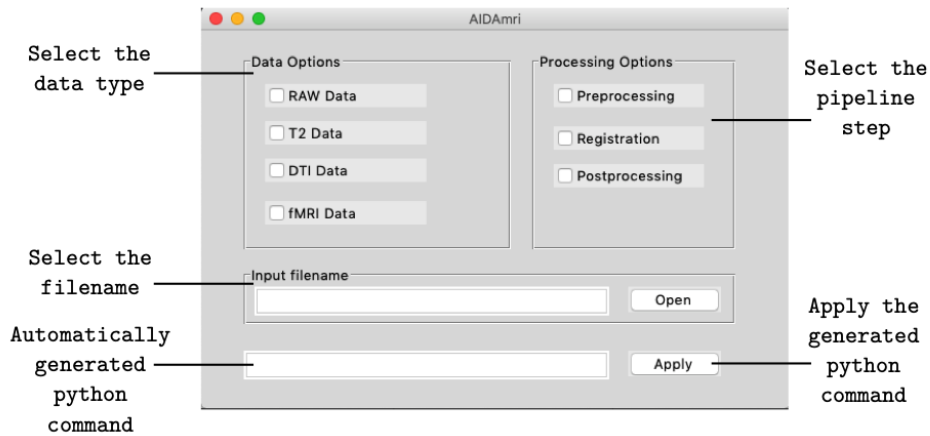 AIDAmri
Select the
data type
Data Options
RAW Data
T2 Data
DTI Data
fMRI Data
Processing Options
Preprocessing
Registration
Postprocessing
Select the
pipeline
step
Select the
filename
Input filename
Open
Automatically
generated
python
command
Apply
Apply the
generated
python
command